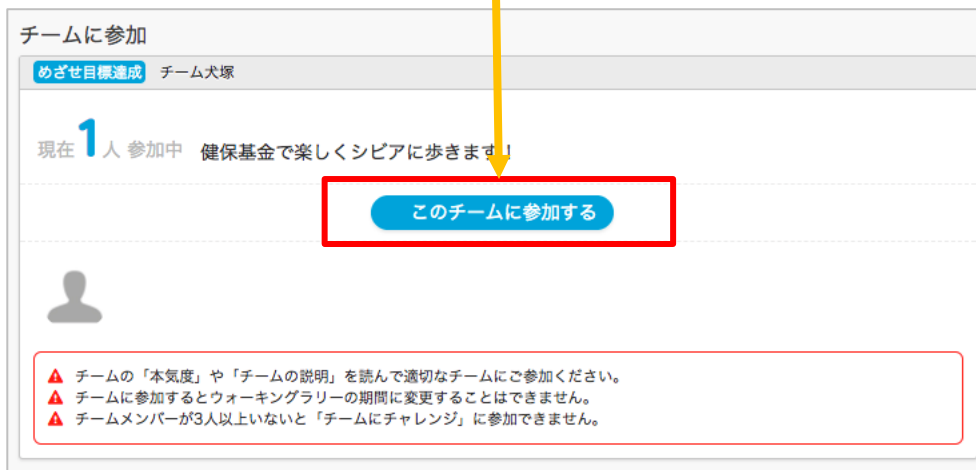 チームに参加
めざせ目標達成 チーム犬塚
現在 1 人 参加中 健保基金で楽しくシビアに歩きます！
このチームに参加する
チームの「本気度」や「チームの説明」を読んで適切なチームにご参加ください。
チームに参加するとウォーキングラリーの期間に変更することはできません。
チームメンバーが3人以上いないと「チームにチャレンジ」に参加できません。